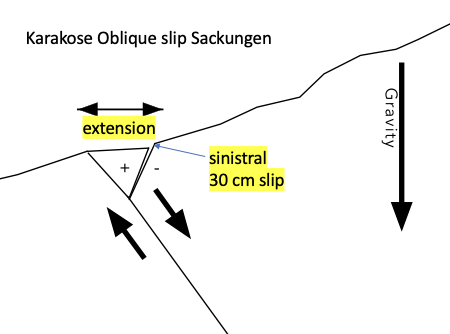 Karakose Oblique slip Sackungen
Gravity
extension
sinistral
30 cm slip
+ -